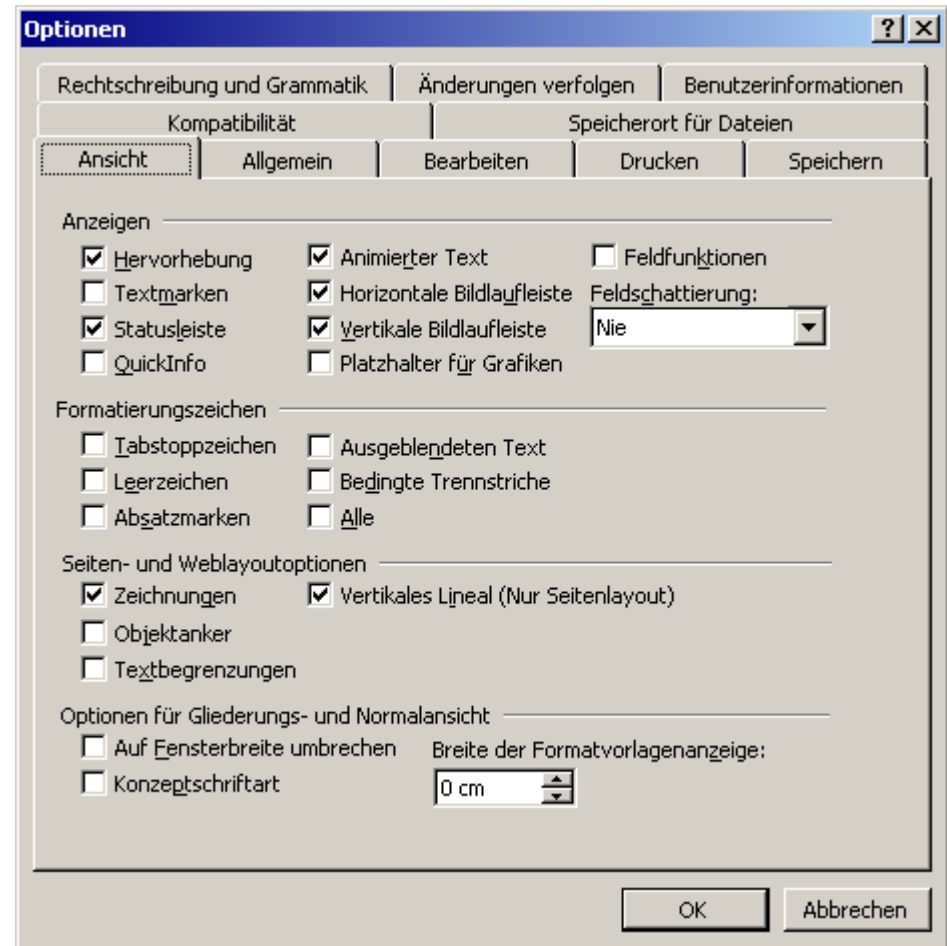 Optionen
Rechtschreibung und Grammatik Änderungen verfolgen Benutzerinformationen
Kompatibilität Speicherort für Dateien
Ansicht Allgemein Bearbeiten Drucken Speichern
Anzeigen
Hervorhebung Animierter Text Feldfunktionen
Textmarken Horizontale Bildlaufleiste Feldschattierung:
Statusleiste Vertikale Bildlaufleiste Nie
QuickInfo Platzhalter für Grafiken
Formatierungszeichen
Tabstoppzeichen Ausgeblendeten Text
Leerzeichen Bedingte Trennstriche
Absatzmarken Alle
Seiten- und Weblayoutoptionen
Zeichnungen Vertikales Lineal (Nur Seitenlayout)
Objektanker
Textbegrenzungen
Optionen für Gliederungs- und Normalansicht
Auf Fensterbreite umbrechen Breite der Formatvorlagenanzeige:
Konzeptschriftart 0 cm
OK Abbrechen